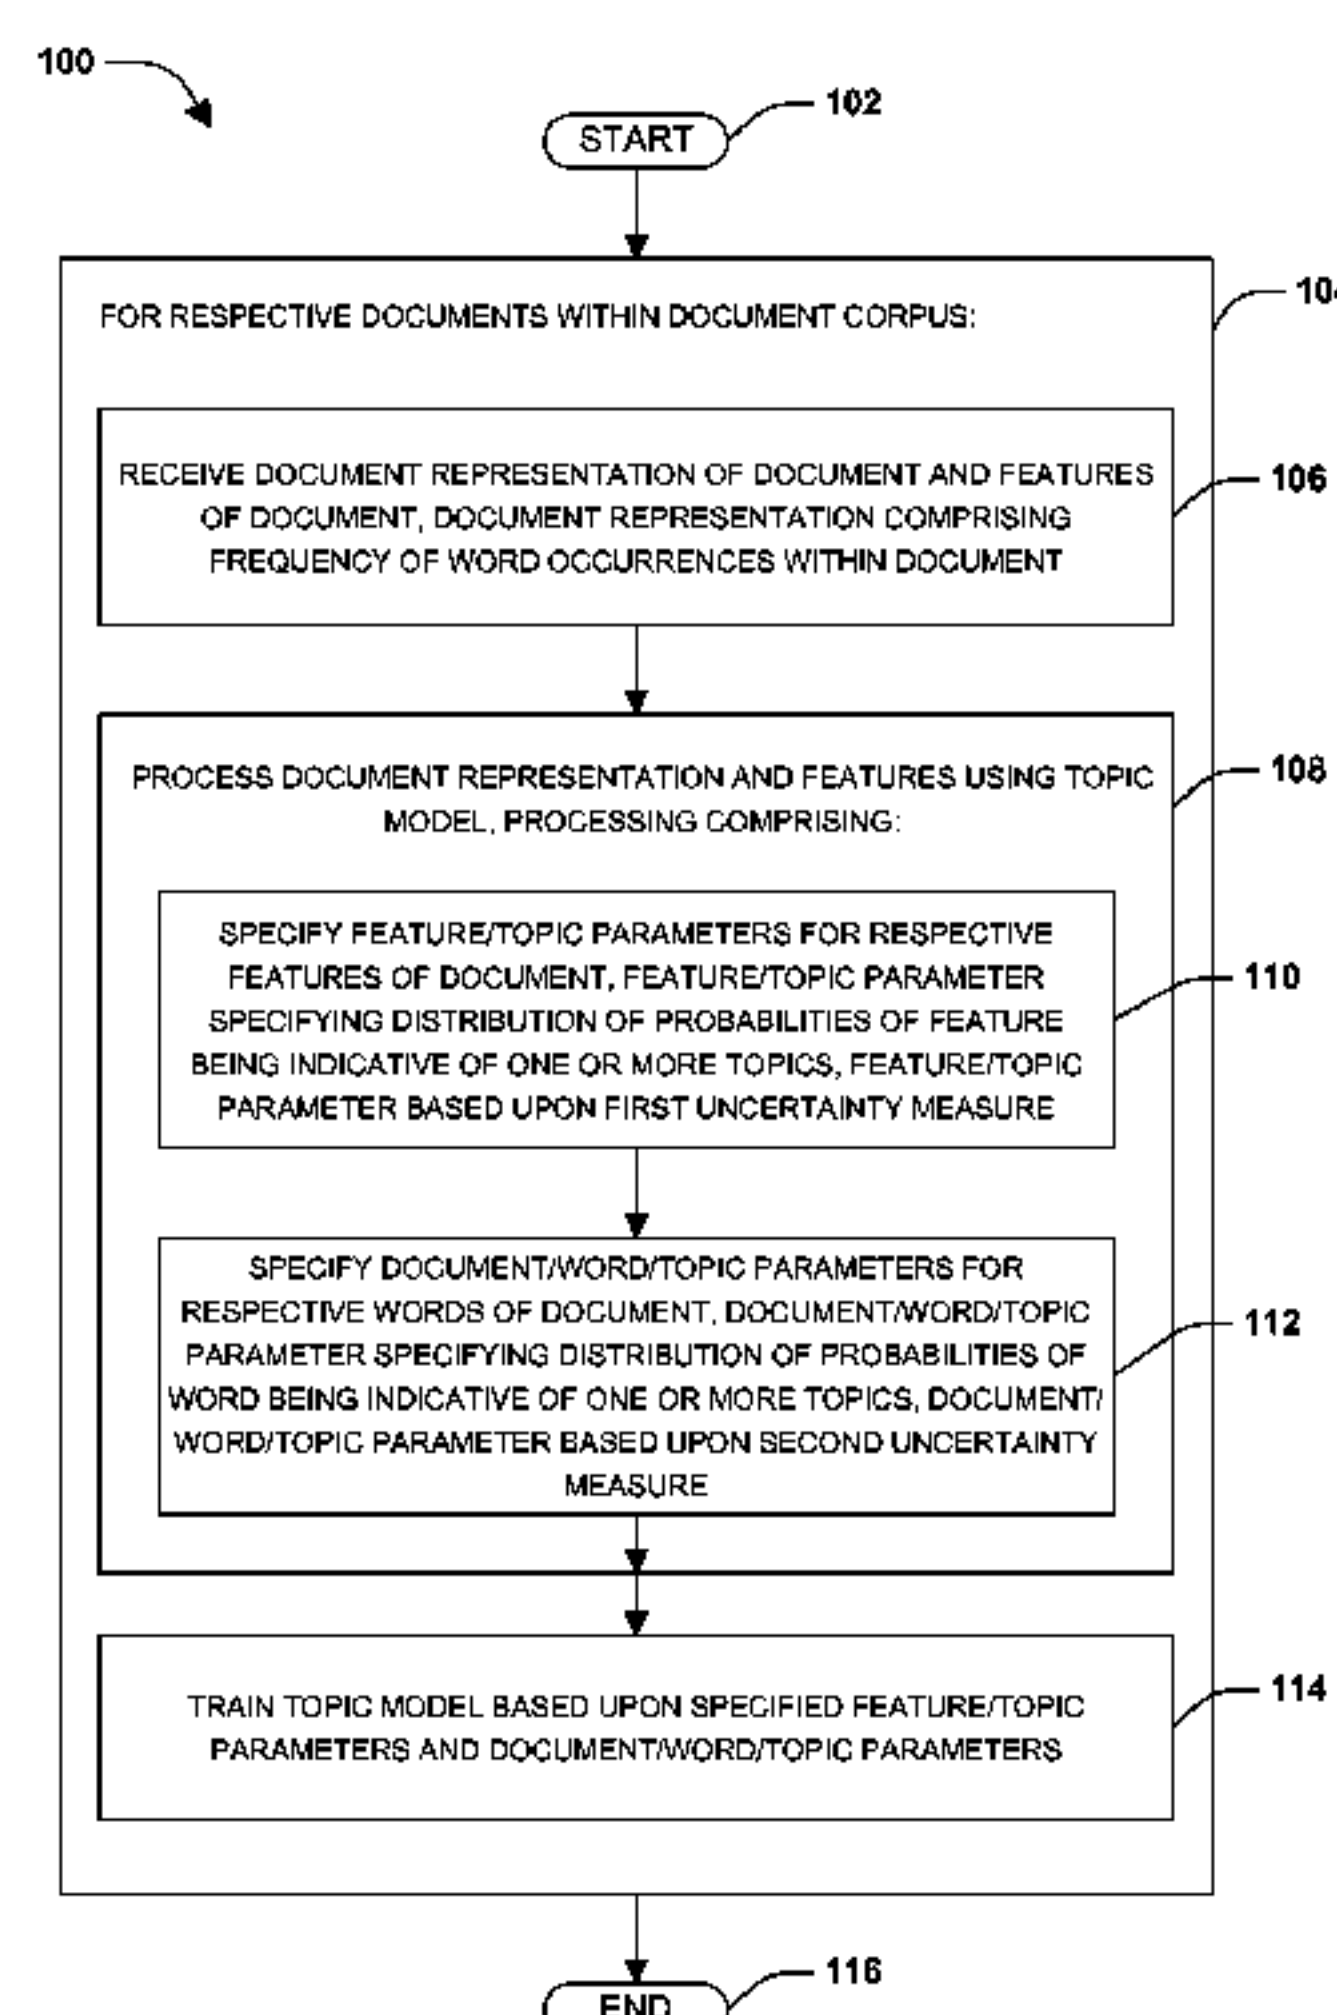 100
102
START
FOR RESPECTIVE DOCUMENTS WITHIN DOCUMENT CORPUS:
RECEIVE DOCUMENT REPRESENTATION OF DOCUMENT AND FEATURES
OF DOCUMENT, DOCUMENT REPRESENTATION COMPRISING
FREQUENCY OF WORD OCCURRENCES WITHIN DOCUMENT
106
PROCESS DOCUMENT REPRESENTATION AND FEATURES USING TOPIC
MODEL, PROCESSING COMPRISING:
108
SPECIFY FEATURE/TOPIC PARAMETERS FOR RESPECTIVE
FEATURES OF DOCUMENT, FEATURE/TOPIC PARAMETER
SPECIFYING DISTRIBUTION OF PROBABILITIES OF FEATURE
BEING INDICATIVE OF ONE OR MORE TOPICS, FEATURE/TOPIC
PARAMETER BASED UPON FIRST UNCERTAINTY MEASURE
110
SPECIFY DOCUMENT/WORD/TOPIC PARAMETERS FOR
RESPECTIVE WORDS OF DOCUMENT, DOCUMENT/WORD/TOPIC
PARAMETER SPECIFYING DISTRIBUTION OF PROBABILITIES OF
WORD BEING INDICATIVE OF ONE OR MORE TOPICS, DOCUMENT/
WORD/TOPIC PARAMETER BASED UPON SECOND UNCERTAINTY
MEASURE
112
TRAIN TOPIC MODEL BASED UPON SPECIFIED FEATURE/TOPIC
PARAMETERS AND DOCUMENT/WORD/TOPIC PARAMETERS
114
116
END